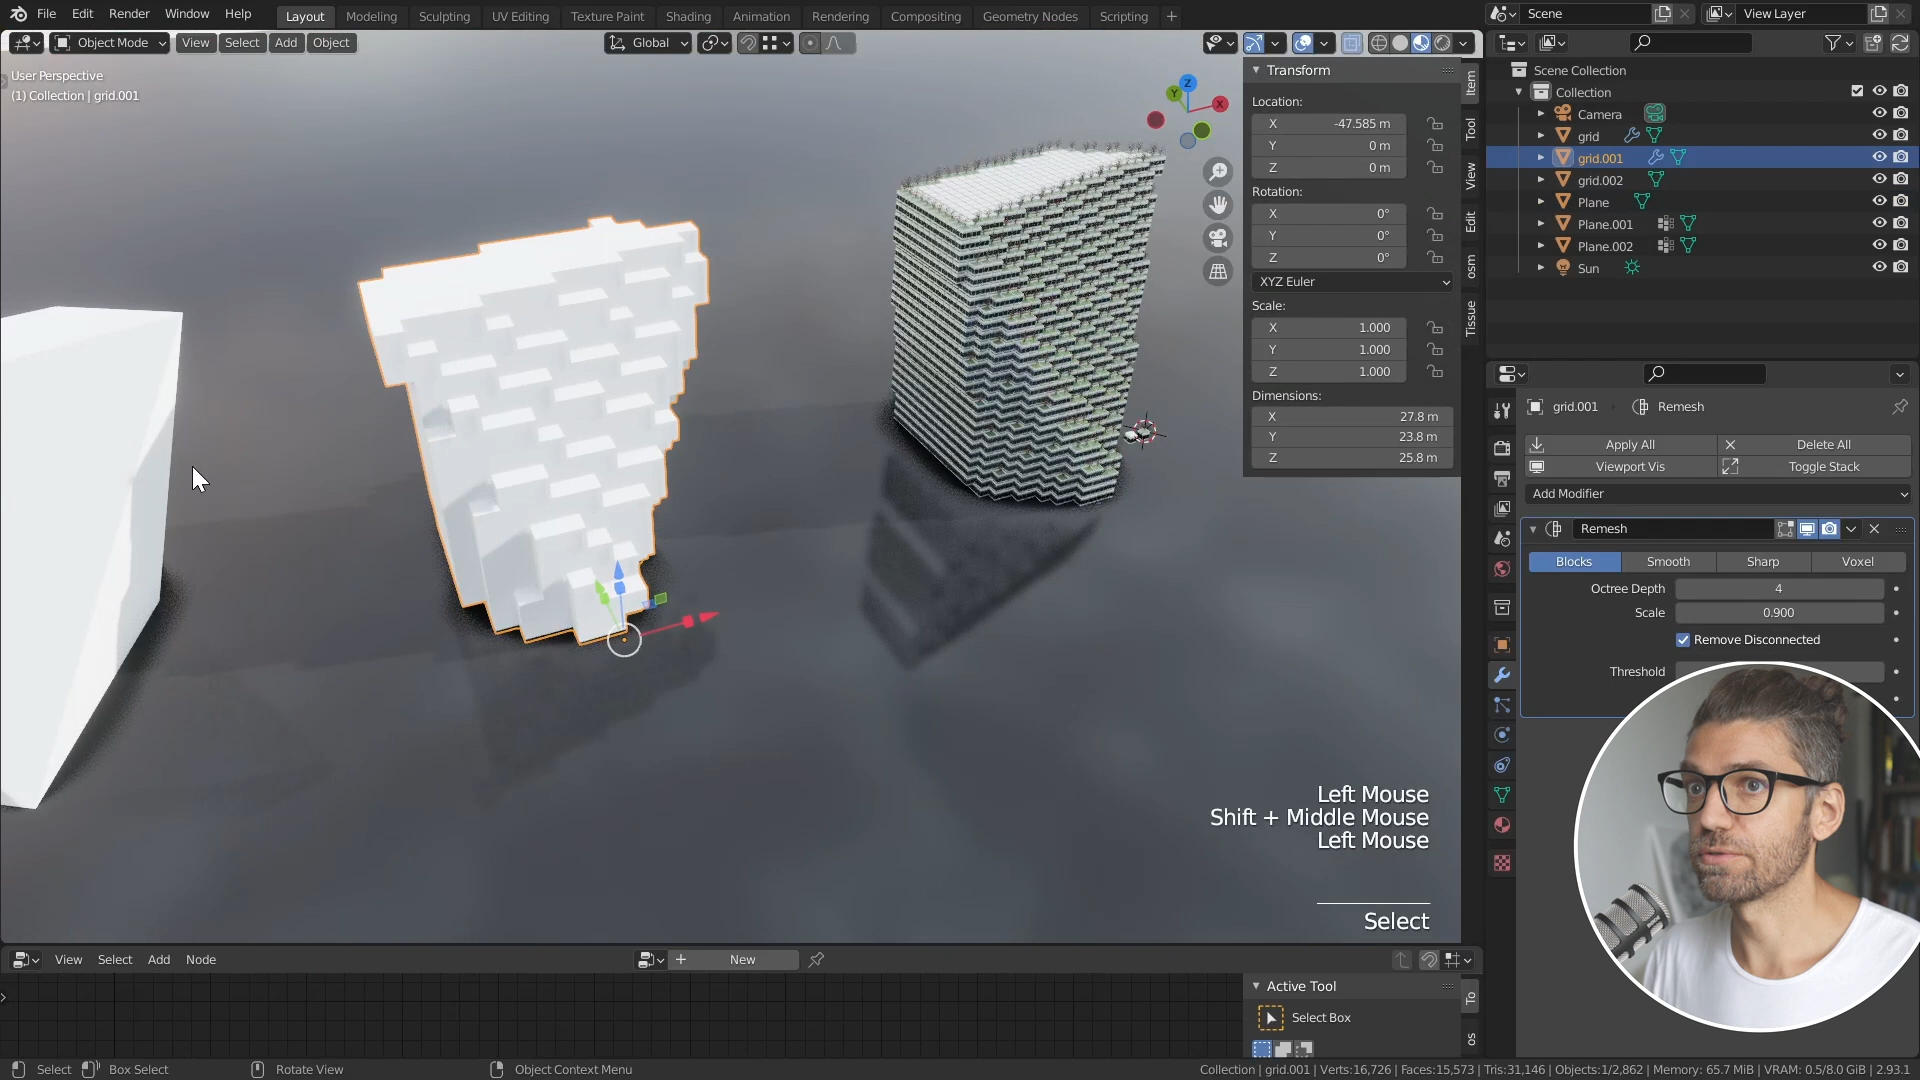 File Edit Render Window Help Layout Modeling Sculpting UV Editing Texture Paint Shading Animation Rendering Compositing Geometry Nodes Scripting + Scene View Layer
Object Mode View Select Add Object Global
User Perspective
(1) Collection | grid.001
Z
Y
X
Transform
Location:
X -47.585 m
Y 0 m
Z 0 m
Rotation:
X 0°
Y 0°
Z 0°
XYZ Euler
Scale:
X 1.000
Y 1.000
Z 1.000
Dimensions:
X 27.8 m
Y 23.8 m
Z 25.8 m
Item
Tool
View
Edit
osm
Tissue
Scene Collection
Collection
Camera
grid
grid.001
grid.002
Plane
Plane.001
Plane.002
Sun
grid.001 Remesh
Apply All Delete All
Viewport Vis Toggle Stack
Add Modifier
Remesh
Blocks Smooth Sharp Voxel
Octree Depth 4
Scale 0.900
Remove Disconnected
Threshold
Left Mouse
Shift + Middle Mouse
Left Mouse
Select
View Select Add Node + New
Active Tool
Select Box
To
os
Select Box Select Rotate View Object Context Menu Collection | grid.001 | Verts:16,726 | Faces:15,573 | Tris:31,146 | Objects:1/2,862 | Memory: 65.7 MiB | VRAM: 0.5/8.0 GiB | 2.93.1